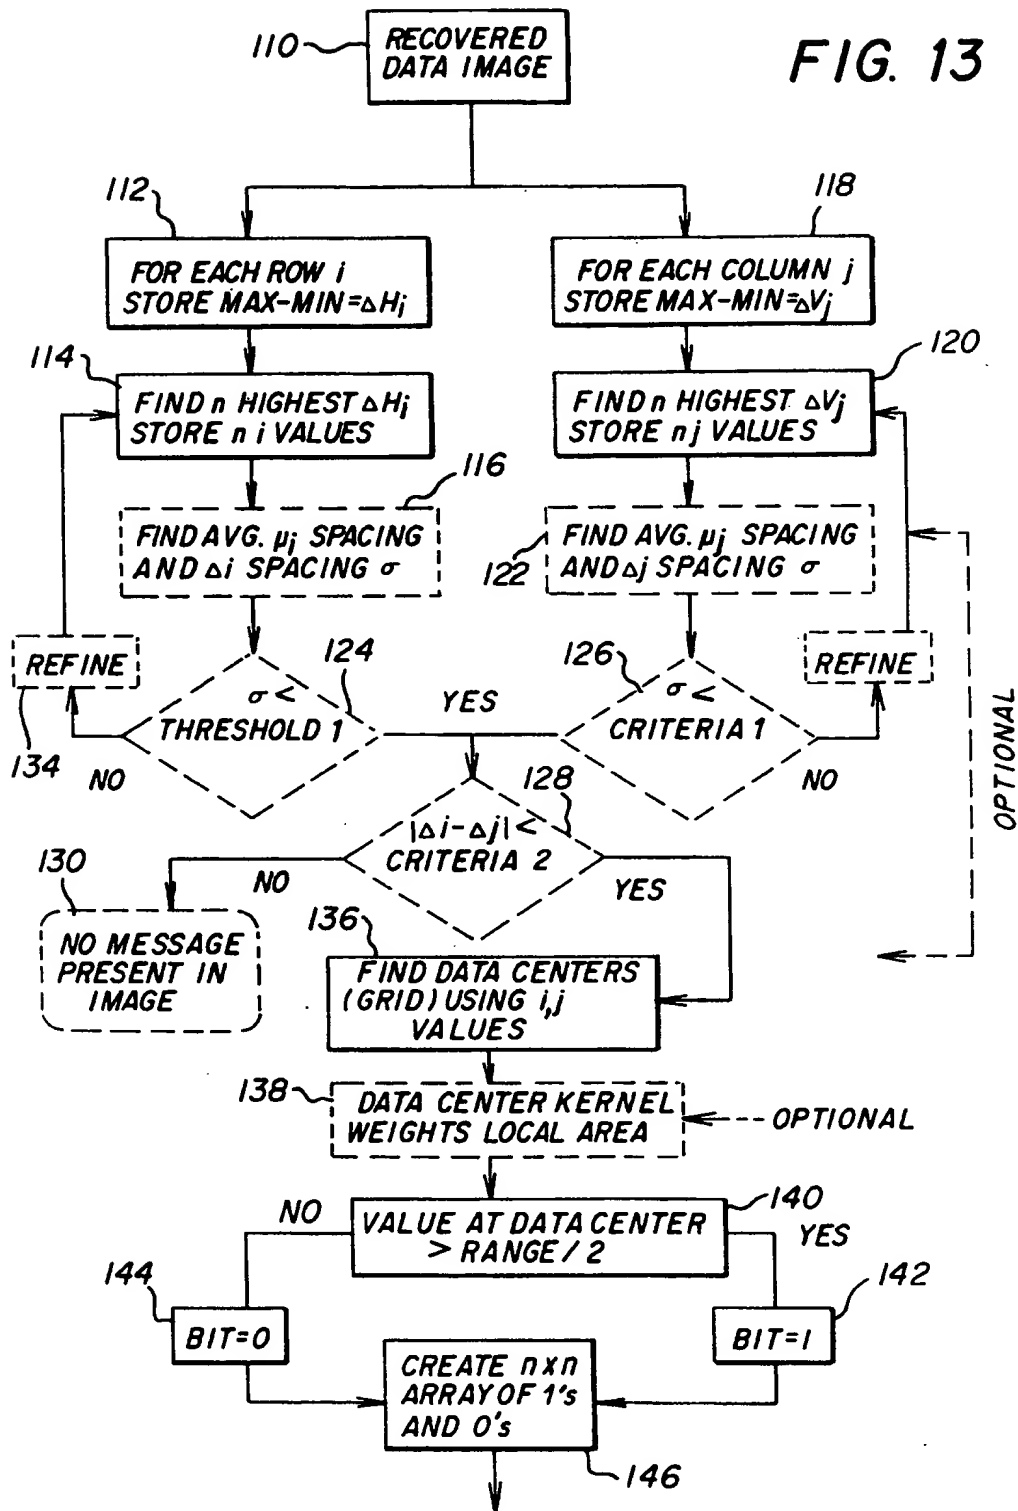 FIG. 13
110
RECOVERED
DATA IMAGE
112
FOR EACH ROW i
STORE MAX-MIN=ΔHi
118
FOR EACH COLUMN j
STORE MAX-MIN=ΔVj
114
FIND n HIGHEST ΔHi
STORE n i VALUES
120
FIND n HIGHEST ΔVj
STORE nj VALUES
116
FIND AVG. μi SPACING
AND Δi SPACING σ
122
FIND AVG. μj SPACING
AND Δj SPACING σ
REFINE
134
124
σ <
THRESHOLD 1
NO
YES
126
σ <
CRITERIA 1
NO
REFINE
OPTIONAL
128
|Δi-Δj| <
CRITERIA 2
NO
YES
130
NO MESSAGE
PRESENT IN
IMAGE
136
FIND DATA CENTERS
(GRID) USING i,j
VALUES
138
DATA CENTER KERNEL
WEIGHTS LOCAL AREA
OPTIONAL
140
VALUE AT DATA CENTER
> RANGE / 2
NO
YES
144
BIT=0
142
BIT=1
CREATE n x n
ARRAY OF 1's
AND 0's
146